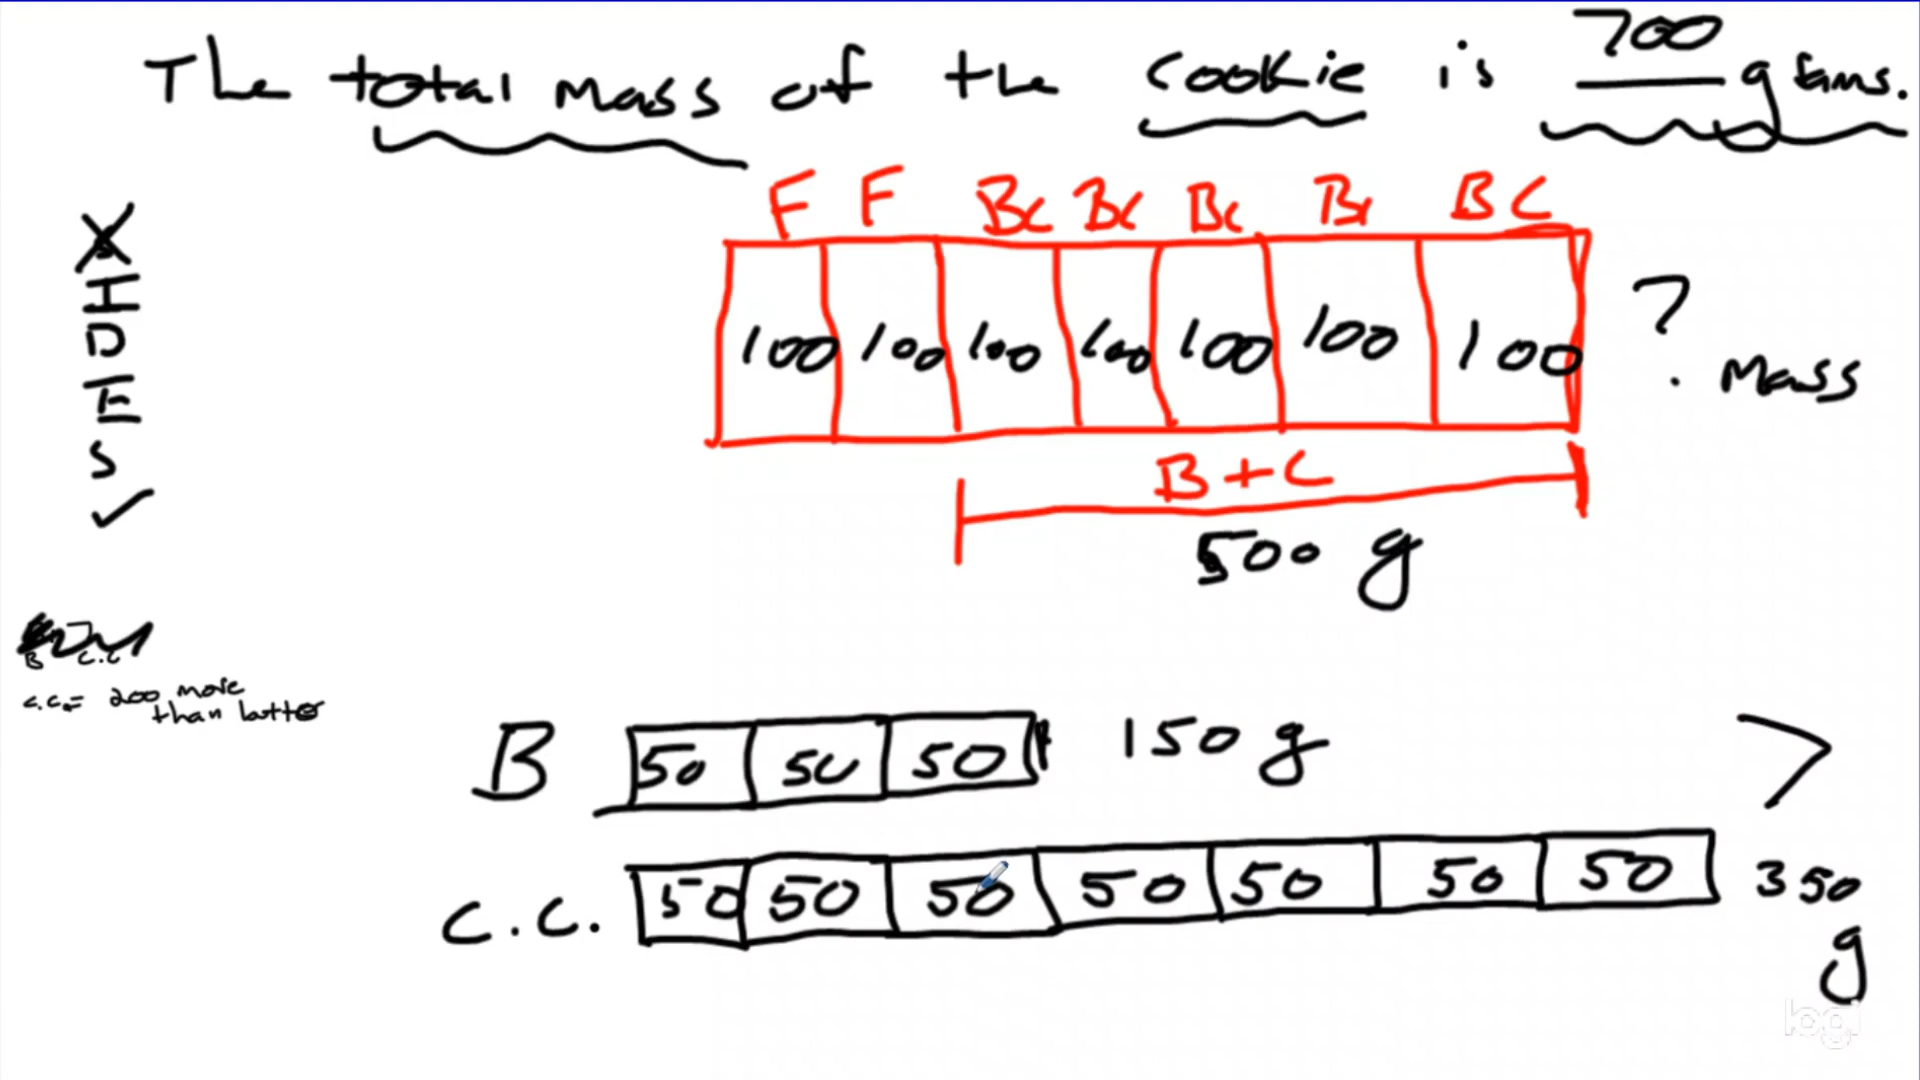 The total mass of the cookie is 700 grams.
F F BC BC BC BC BC
100 100 100 100 100 100 100 ? Mass
H
D
E
S
B + C
500 g
B C.C
C.C. = 200 more
than butter
B 50 50 50 150 g
C.C. 50 50 50 50 50 50 50 350
g
logi